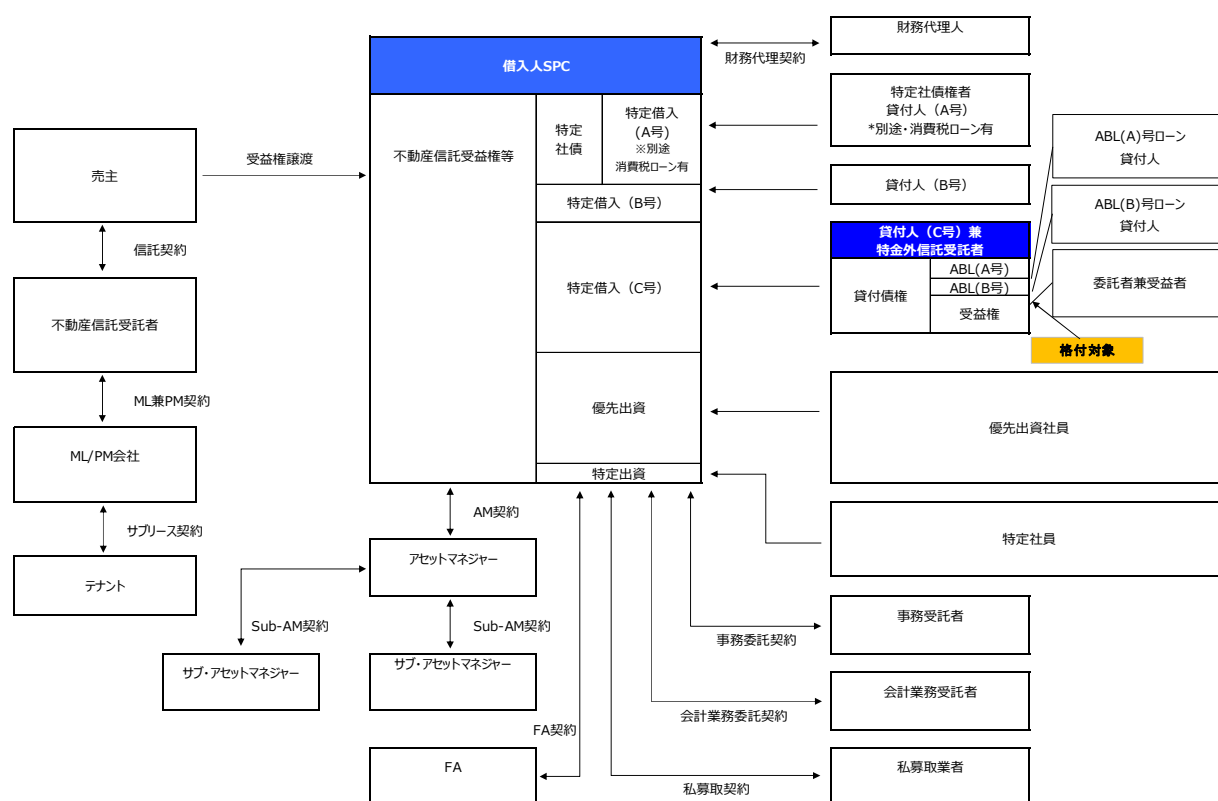 財務代理人
借入人SPC
財務代理契約
特定社債権者
貸付人（A号）
*別途・消費税ローン有
特定
社債
特定借入
(A号)
※別途
消費税ローン有
不動産信託受益権等
売主
受益権譲渡
ABL(A)号ローン
貸付人
貸付人（B号）
特定借入（B号）
ABL(B)号ローン
貸付人
貸付人（C号）兼
特金外信託受託者
信託契約
ABL(A号)
ABL(B号)
貸付債権
受益権
特定借入（C号）
委託者兼受益者
不動産信託受託者
格付対象
ML兼PM契約
優先出資
優先出資社員
ML/PM会社
特定出資
AM契約
サブリース契約
特定社員
アセットマネジャー
テナント
Sub-AM契約
Sub-AM契約
事務委託契約
事務受託者
サブ・アセットマネジャー
サブ・アセットマネジャー
会計業務受託者
会計業務委託契約
FA契約
FA
私募取契約
私募取業者